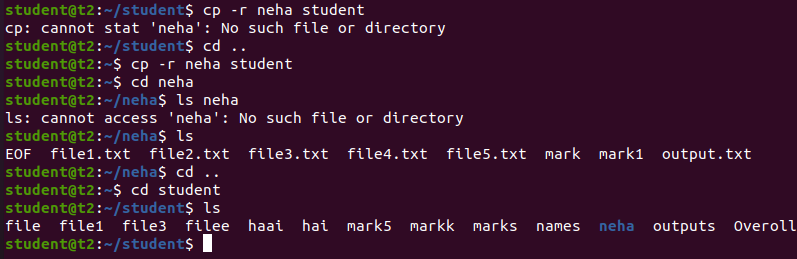 student@t2:~/student$ cp -r neha student
cp: cannot stat 'neha': No such file or directory
student@t2:~/student$ cd ..
student@t2:~$ cp -r neha student
student@t2:~$ cd neha
student@t2:~/neha$ ls neha
ls: cannot access 'neha': No such file or directory
student@t2:~/neha$ ls
EOF  file1.txt  file2.txt  file3.txt  file4.txt  file5.txt  mark  mark1  output.txt
student@t2:~/neha$ cd ..
student@t2:~$ cd student
student@t2:~/student$ ls
file  file1  file3  filee  haai  hai  mark5  markk  marks  names  neha  outputs  Overoll
student@t2:~/student$